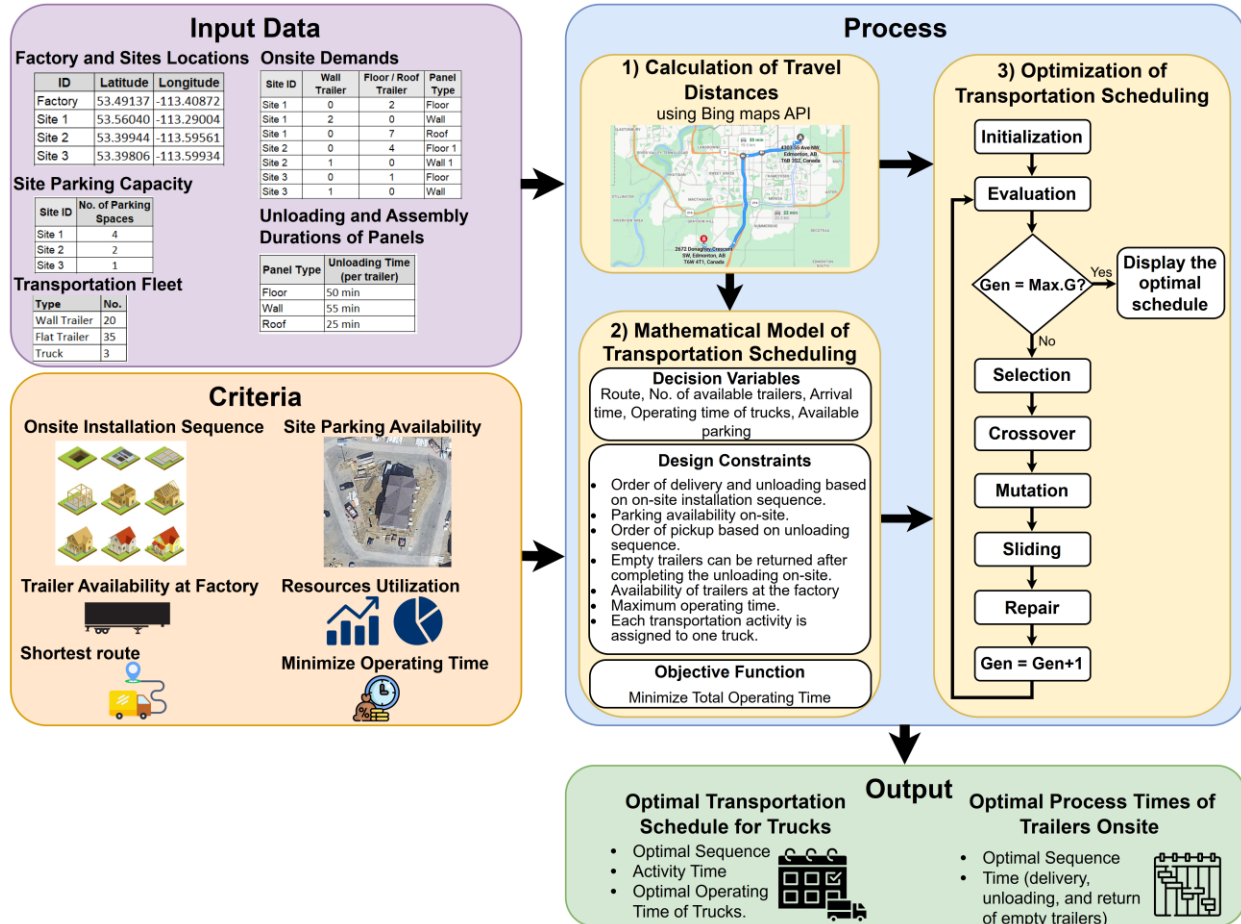 Input Data
Factory and Sites Locations
ID Latitude Longitude
Factory 53.49137 -113.40872
Site 1 53.56040 -113.29004
Site 2 53.39944 -113.59561
Site 3 53.39806 -113.59934
Site Parking Capacity
Site ID No. of Parking
Spaces
Site 1 4
Site 2 2
Site 3 1
Transportation Fleet
Type No.
Wall Trailer 20
Flat Trailer 35
Truck 3
Onsite Demands
Site ID Wall Trailer Floor / Roof Trailer Panel Type
Site 1 0 2 Floor
Site 1 2 0 Wall
Site 1 0 7 Roof
Site 2 0 4 Floor 1
Site 2 1 0 Wall 1
Site 3 0 1 Floor
Site 3 1 0 Wall
Unloading and Assembly
Durations of Panels
Panel Type Unloading Time
(per trailer)
Floor 50 min
Wall 55 min
Roof 25 min
Criteria
Onsite Installation Sequence
Site Parking Availability
Trailer Availability at Factory
Resources Utilization
Shortest route
Minimize Operating Time
Process
1) Calculation of Travel
Distances
using Bing maps API
Edmonton, AB
2672 Donaghey Crescent
SW, Edmonton, AB
T6W 4T1, Canada
2) Mathematical Model of
Transportation Scheduling
Decision Variables
Route, No. of available trailers, Arrival
time, Operating time of trucks, Available
parking
Design Constraints
• Order of delivery and unloading based
on on-site installation sequence.
• Parking availability on-site.
• Order of pickup based on unloading
sequence.
• Empty trailers can be returned after
completing the unloading on-site.
• Availability of trailers at the factory
• Maximum operating time.
• Each transportation activity is
assigned to one truck.
Objective Function
Minimize Total Operating Time
3) Optimization of
Transportation Scheduling
Initialization
Evaluation
Gen = Max.G?
Yes
Display the
optimal
schedule
No
Selection
Crossover
Mutation
Sliding
Repair
Gen = Gen+1
Output
Optimal Transportation
Schedule for Trucks
• Optimal Sequence
• Activity Time
• Optimal Operating
Time of Trucks.
Optimal Process Times of
Trailers Onsite
• Optimal Sequence
• Time (delivery,
unloading, and return
of empty trailers)